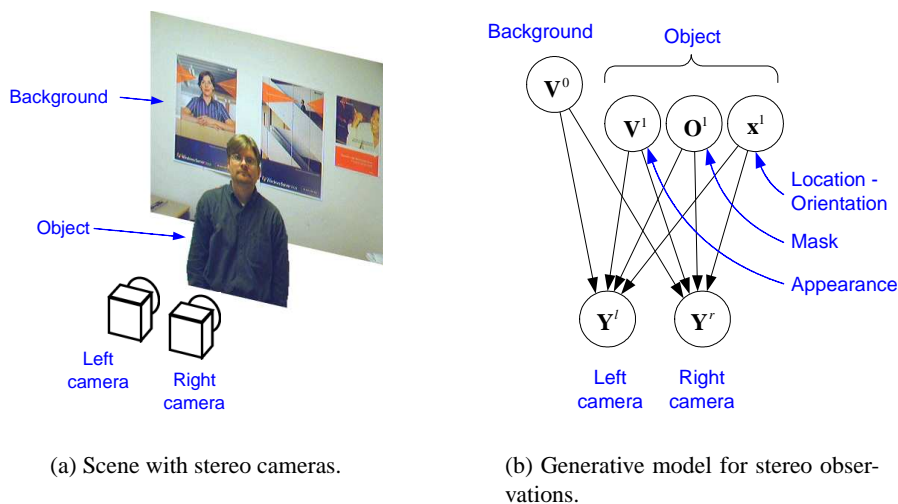 Background
Object
Left
camera
Right
camera
(a) Scene with stereo cameras.
Background
Object
V⁰
V¹
O¹
x¹
Location -
Orientation
Mask
Appearance
Yˡ
Yʳ
Left
camera
Right
camera
(b) Generative model for stereo obser-
vations.